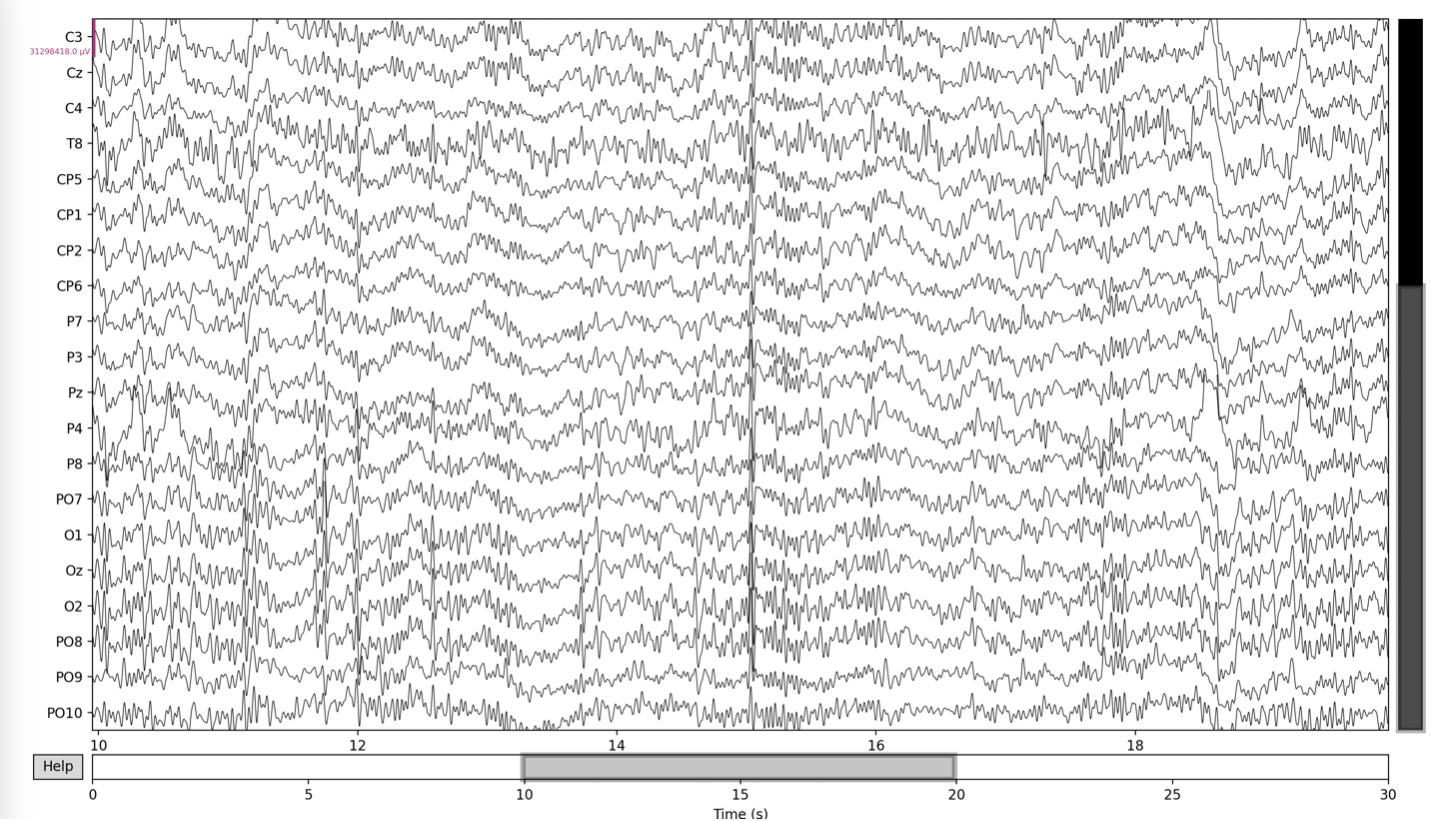 C3
31298418.0 µV
Cz
C4
T8
CP5
CP1
CP2
CP6
P7
P3
Pz
P4
P8
PO7
O1
Oz
O2
PO8
PO9
PO10
10 12 14 16 18
Help
0 5 10 15 20 25 30
Time (s)